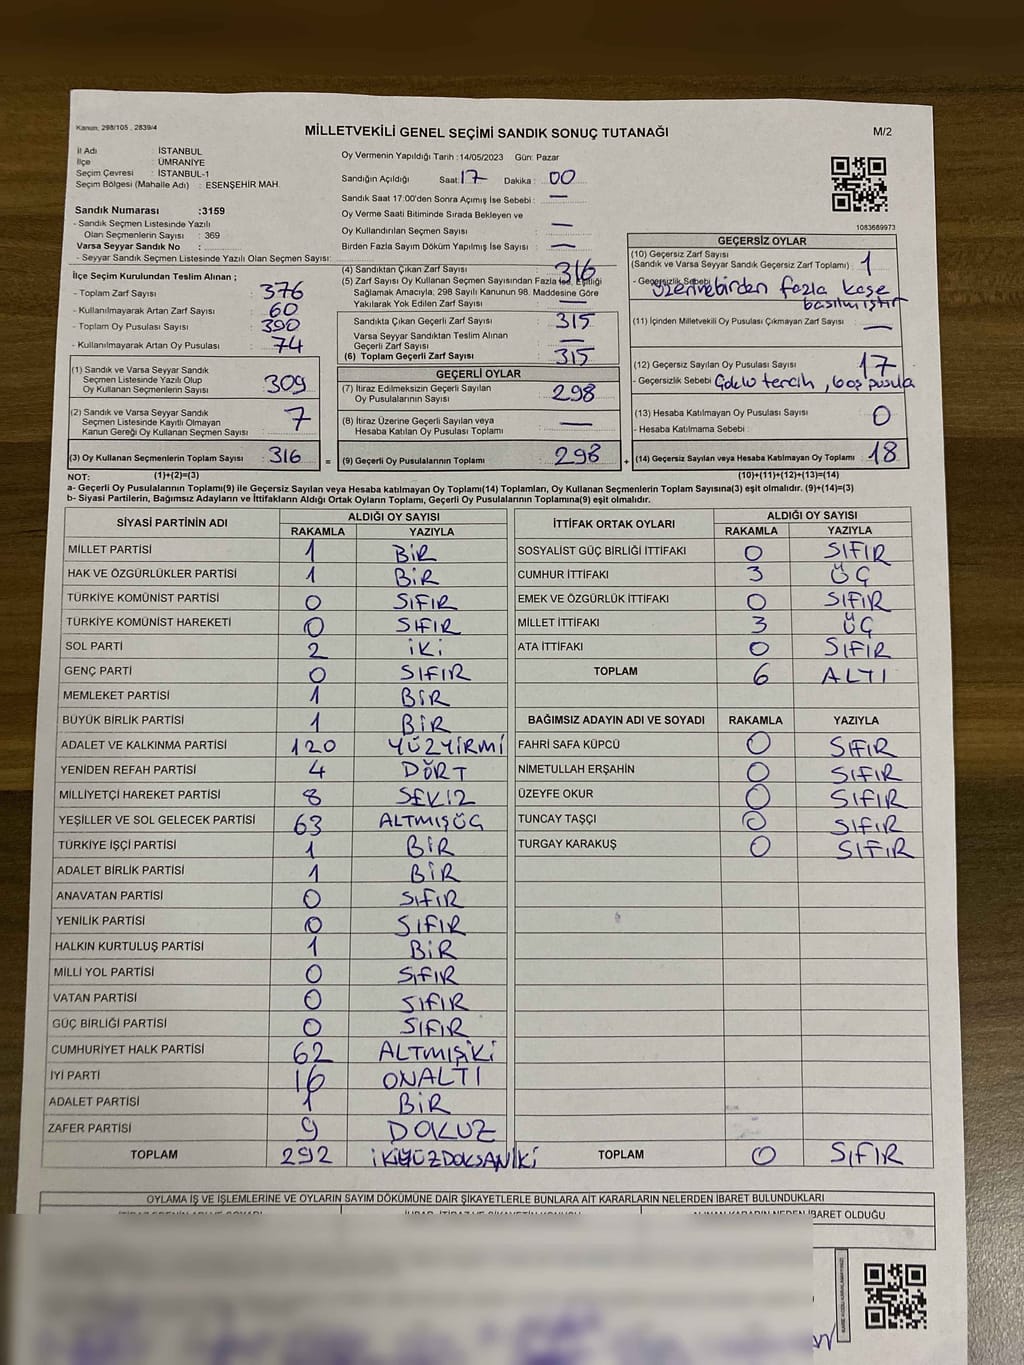 Kanun: 298/105 , 2839/4
MİLLETVEKİLİ GENEL SEÇİMİ SANDIK SONUÇ TUTANAĞI
M/2
İl Adı : İSTANBUL
İlçe : ÜMRANİYE
Seçim Çevresi : İSTANBUL-1
Seçim Bölgesi (Mahalle Adı) : ESENŞEHİR MAH.
Sandık Numarası :3159
- Sandık Seçmen Listesinde Yazılı
Olan Seçmenlerin Sayısı : 369
Varsa Seyyar Sandık No :
- Seyyar Sandık Seçmen Listesinde Yazılı Olan Seçmenlerin Sayısı:
Oy Vermenin Yapıldığı Tarih :14/05/2023 Gün: Pazar
Sandığın Açıldığı Saat: 17 Dakika : 00
Sandık Saat 17:00'den Sonra Açımış İse Sebebi : —
Oy Verme Saati Bitiminde Sırada Bekleyen ve
Oy Kullandırılan Seçmen Sayısı : —
Birden Fazla Sayım Döküm Yapılmış İse Sayısı : —
1083689973
İlçe Seçim Kurulundan Teslim Alınan ;
- Toplam Zarf Sayısı : 376
- Kullanılmayarak Artan Zarf Sayısı : 60
- Toplam Oy Pusulası Sayısı : 390
- Kullanılmayarak Artan Oy Pusulası : 74
(1) Sandık ve Varsa Seyyar Sandık
Seçmen Listesinde Yazılı Olup
Oy Kullanan Seçmenlerin Sayısı : 309
(2) Sandık ve Varsa Seyyar Sandık
Seçmen Listesinde Kayıtlı Olmayan
Kanun Gereği Oy Kullanan Seçmen Sayısı : 7
(3) Oy Kullanan Seçmenlerin Toplam Sayısı : 316
(4) Sandıktan Çıkan Zarf Sayısı : 316
(5) Zarf Sayısı Oy Kullanan Seçmen Sayısından Fazla İse, Eşitliği
Sağlamak Amacıyla, 298 Sayılı Kanunun 98. Maddesine Göre
Yakılarak Yok Edilen Zarf Sayısı : —
Sandıkta Çıkan Geçerli Zarf Sayısı : 315
Varsa Seyyar Sandıktan Teslim Alınan
Geçerli Zarf Sayısı : —
(6) Toplam Geçerli Zarf Sayısı : 315
GEÇERLİ OYLAR
(7) İtiraz Edilmeksizin Geçerli Sayılan
Oy Pusulalarının Sayısı : 298
(8) İtiraz Üzerine Geçerli Sayılan veya
Hesaba Katılan Oy Pusulası Toplamı : —
= (9) Geçerli Oy Pusulalarının Toplamı : 298
GEÇERSİZ OYLAR
(10) Geçersiz Zarf Sayısı
(Sandık ve Varsa Seyyar Sandık Geçersiz Zarf Toplamı) : 1
- Geçersizlik Sebebi : üzerine birden fazla kaşe
basılmıştır
(11) İçinden Milletvekili Oy Pusulası Çıkmayan Zarf Sayısı : —
(12) Geçersiz Sayılan Oy Pusulası Sayısı : 17
- Geçersizlik Sebebi : Çoklu tercih , boş pusula
(13) Hesaba Katılmayan Oy Pusulası Sayısı : 0
- Hesaba Katılmama Sebebi :
+ (14) Geçersiz Sayılan veya Hesaba Katılmayan Oy Toplamı : 18
NOT: (1)+(2)=(3) (10)+(11)+(12)+(13)=(14)
a- Geçerli Oy Pusulalarının Toplamı(9) ile Geçersiz Sayılan veya Hesaba katılmayan Oy Toplamı(14) Toplamları, Oy Kullanan Seçmenlerin Toplam Sayısına(3) eşit olmalıdır. (9)+(14)=(3)
b- Siyasi Partilerin, Bağımsız Adayların ve İttifakların Aldığı Ortak Oyların Toplamı, Geçerli Oy Pusulalarının Toplamına(9) eşit olmalıdır.
SİYASİ PARTİNİN ADI ALDIĞI OY SAYISI
RAKAMLA YAZIYLA
MİLLET PARTİSİ 1 BİR
HAK VE ÖZGÜRLÜKLER PARTİSİ 1 BİR
TÜRKİYE KOMÜNİST PARTİSİ 0 SIFIR
TÜRKİYE KOMÜNİST HAREKETİ 0 SIFIR
SOL PARTİ 2 İKİ
GENÇ PARTİ 0 SIFIR
MEMLEKET PARTİSİ 1 BİR
BÜYÜK BİRLİK PARTİSİ 1 BİR
ADALET VE KALKINMA PARTİSİ 120 YÜZYİRMİ
YENİDEN REFAH PARTİSİ 4 DÖRT
MİLLİYETÇİ HAREKET PARTİSİ 8 SEKİZ
YEŞİLLER VE SOL GELECEK PARTİSİ 63 ALTMIŞÜÇ
TÜRKİYE İŞÇİ PARTİSİ 1 BİR
ADALET BİRLİK PARTİSİ 1 BİR
ANAVATAN PARTİSİ 0 SIFIR
YENİLİK PARTİSİ 0 SIFIR
HALKIN KURTULUŞ PARTİSİ 1 BİR
MİLLİ YOL PARTİSİ 0 SIFIR
VATAN PARTİSİ 0 SIFIR
GÜÇ BİRLİĞİ PARTİSİ 0 SIFIR
CUMHURİYET HALK PARTİSİ 62 ALTMIŞİKİ
İYİ PARTİ 16 ONALTI
ADALET PARTİSİ 1 BİR
ZAFER PARTİSİ 9 DOKUZ
TOPLAM 292 İKİYÜZDOKSANİKİ
İTTİFAK ORTAK OYLARI ALDIĞI OY SAYISI
RAKAMLA YAZIYLA
SOSYALİST GÜÇ BİRLİĞİ İTTİFAKI 0 SIFIR
CUMHUR İTTİFAKI 3 ÜÇ
EMEK VE ÖZGÜRLÜK İTTİFAKI 0 SIFIR
MİLLET İTTİFAKI 3 ÜÇ
ATA İTTİFAKI 0 SIFIR
TOPLAM 6 ALTI
BAĞIMSIZ ADAYIN ADI VE SOYADI RAKAMLA YAZIYLA
FAHRİ SAFA KÜPCÜ 0 SIFIR
NİMETULLAH ERŞAHİN 0 SIFIR
ÜZEYFE OKUR 0 SIFIR
TUNCAY TAŞÇI 0 SIFIR
TURGAY KARAKUŞ 0 SIFIR
TOPLAM 0 SIFIR
OYLAMA İŞ VE İŞLEMLERİNE VE OYLARIN SAYIM DÖKÜMÜNE DAİR ŞİKAYETLERLE BUNLARA AİT KARARLARIN NELERDEN İBARET BULUNDUKLARI
İBARET OLDUĞU